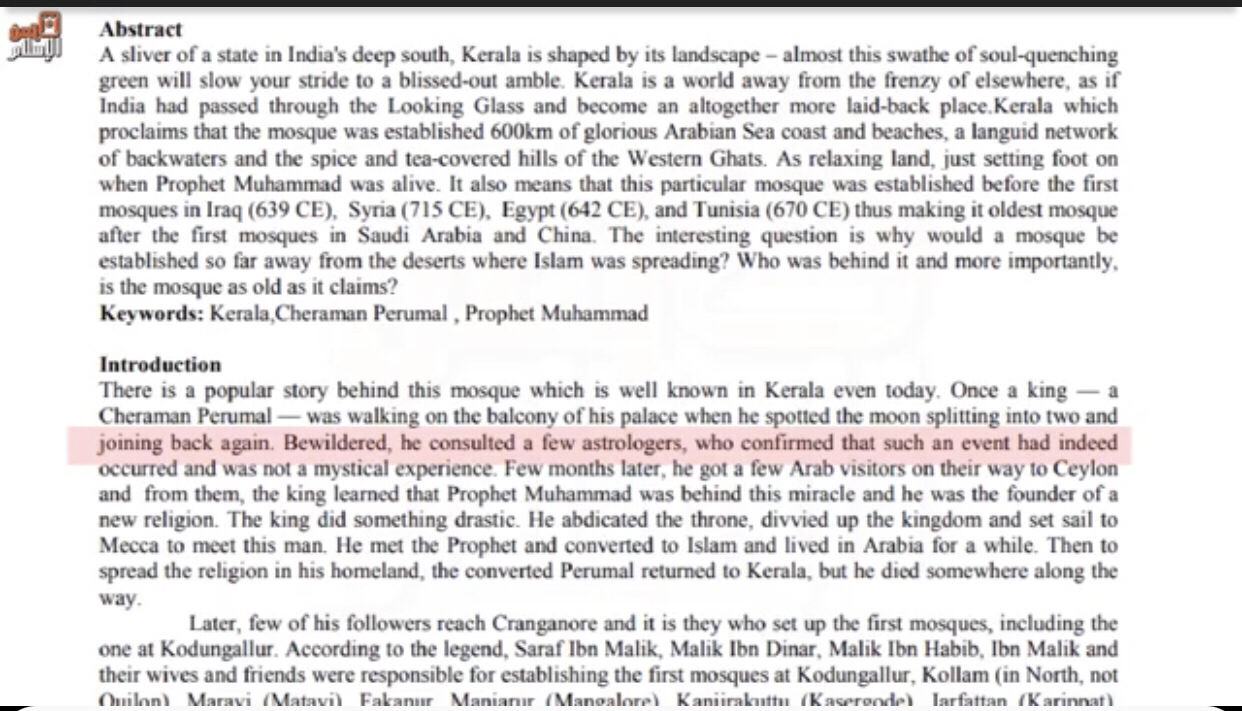 Abstract
A sliver of a state in India's deep south, Kerala is shaped by its landscape – almost this swathe of soul-quenching
green will slow your stride to a blissed-out amble. Kerala is a world away from the frenzy of elsewhere, as if
India had passed through the Looking Glass and become an altogether more laid-back place.Kerala which
proclaims that the mosque was established 600km of glorious Arabian Sea coast and beaches, a languid network
of backwaters and the spice and tea-covered hills of the Western Ghats. As relaxing land, just setting foot on
when Prophet Muhammad was alive. It also means that this particular mosque was established before the first
mosques in Iraq (639 CE), Syria (715 CE), Egypt (642 CE), and Tunisia (670 CE) thus making it oldest mosque
after the first mosques in Saudi Arabia and China. The interesting question is why would a mosque be
established so far away from the deserts where Islam was spreading? Who was behind it and more importantly,
is the mosque as old as it claims?
Keywords: Kerala,Cheraman Perumal , Prophet Muhammad
Introduction
There is a popular story behind this mosque which is well known in Kerala even today. Once a king — a
Cheraman Perumal — was walking on the balcony of his palace when he spotted the moon splitting into two and
joining back again. Bewildered, he consulted a few astrologers, who confirmed that such an event had indeed
occurred and was not a mystical experience. Few months later, he got a few Arab visitors on their way to Ceylon
and from them, the king learned that Prophet Muhammad was behind this miracle and he was the founder of a
new religion. The king did something drastic. He abdicated the throne, divvied up the kingdom and set sail to
Mecca to meet this man. He met the Prophet and converted to Islam and lived in Arabia for a while. Then to
spread the religion in his homeland, the converted Perumal returned to Kerala, but he died somewhere along the
way.
Later, few of his followers reach Cranganore and it is they who set up the first mosques, including the
one at Kodungallur. According to the legend, Saraf Ibn Malik, Malik Ibn Dinar, Malik Ibn Habib, Ibn Malik and
their wives and friends were responsible for establishing the first mosques at Kodungallur, Kollam (in North, not
Quilon), Maravi (Matavi), Fakanur, Manjarur (Mangalore), Kanjirakuttu (Kasergode), Jarfattan (Karippat),